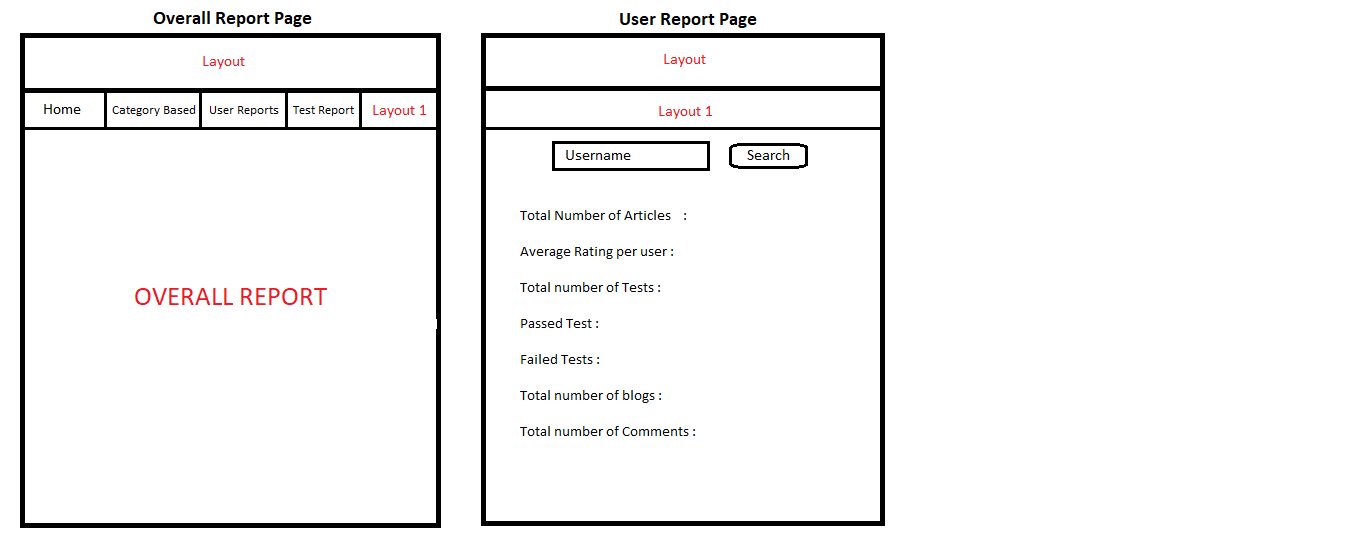 Overall Report Page
Layout
Home Category Based User Reports Test Report Layout 1
OVERALL REPORT
User Report Page
Layout
Layout 1
Username Search
Total Number of Articles :
Average Rating per user :
Total number of Tests :
Passed Test :
Failed Tests :
Total number of blogs :
Total number of Comments :